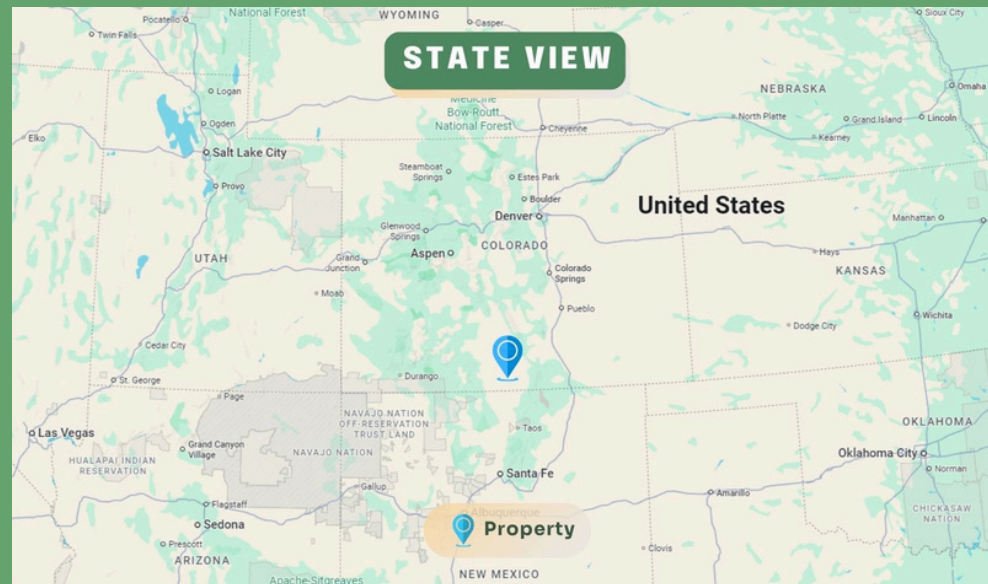 National Forest
WYOMING
Pocatello
Casper
Sioux City
Twin Falls
STATE VIEW
Logan
NEBRASKA
Omaha
Medicine
Bow-Routt
National Forest
North Platte
Grand Island
Lincoln
Ogden
Cheyenne
Kearney
Elko
Salt Lake City
Steamboat
Springs
Estes Park
Provo
Boulder
United States
Denver
Manhattan
Glenwood
Springs
COLORADO
Hays
UTAH
Aspen
Grand
Junction
Colorado
Springs
KANSAS
Moab
Pueblo
Wichita
Dodge City
Cedar City
Durango
St. George
Page
NAVAJO NATION
OFF-RESERVATION
TRUST LAND
Taos
OKLAHOMA
Las Vegas
Grand Canyon
Village
NAVAJO NATION
Oklahoma City
HUALAPAI INDIAN
RESERVATION
Norman
Santa Fe
Gallup
Amarillo
Flagstaff
Albuquerque
CHICKASAW
NATION
Sedona
Property
Prescott
Clovis
ARIZONA
NEW MEXICO
Apache-Sitgreaves